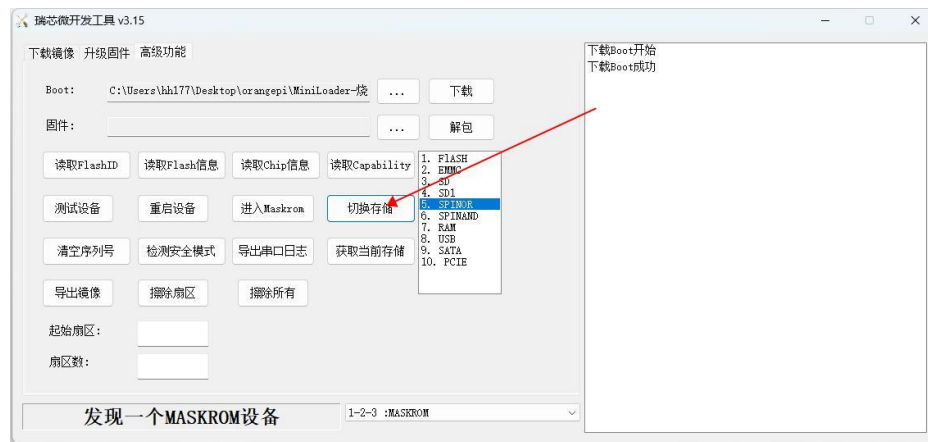 瑞芯微开发工具 v3.15
下载镜像 升级固件 高级功能
Boot: C:\Users\hh177\Desktop\orangepi\MiniLoader-烧 ... 下载
固件: ... 解包
读取FlashID 读取Flash信息 读取Chip信息 读取Capability
测试设备 重启设备 进入Maskrom 切换存储
清空序列号 检测安全模式 导出串口日志 获取当前存储
导出镜像 擦除扇区 擦除所有
起始扇区:
扇区数:
1. FlASH
2. EMMC
3. SD
4. SD1
5. SPINOR
6. SPINAND
7. RAM
8. USB
9. SATA
10. PCIE
发现一个MASKROM设备 1-2-3 :MASKROM
下载Boot开始
下载Boot成功